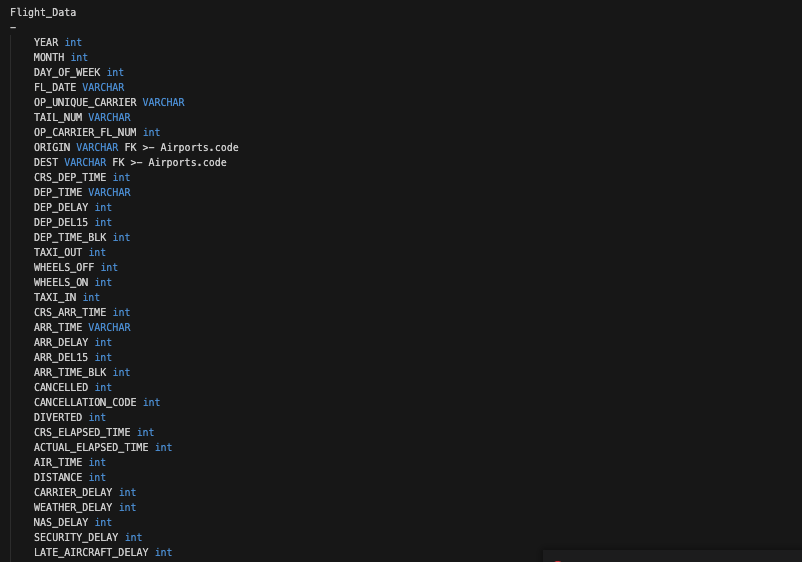 Flight_Data
-
YEAR int
MONTH int
DAY_OF_WEEK int
FL_DATE VARCHAR
OP_UNIQUE_CARRIER VARCHAR
TAIL_NUM VARCHAR
OP_CARRIER_FL_NUM int
ORIGIN VARCHAR FK >- Airports.code
DEST VARCHAR FK >- Airports.code
CRS_DEP_TIME int
DEP_TIME VARCHAR
DEP_DELAY int
DEP_DEL15 int
DEP_TIME_BLK int
TAXI_OUT int
WHEELS_OFF int
WHEELS_ON int
TAXI_IN int
CRS_ARR_TIME int
ARR_TIME VARCHAR
ARR_DELAY int
ARR_DEL15 int
ARR_TIME_BLK int
CANCELLED int
CANCELLATION_CODE int
DIVERTED int
CRS_ELAPSED_TIME int
ACTUAL_ELAPSED_TIME int
AIR_TIME int
DISTANCE int
CARRIER_DELAY int
WEATHER_DELAY int
NAS_DELAY int
SECURITY_DELAY int
LATE_AIRCRAFT_DELAY int